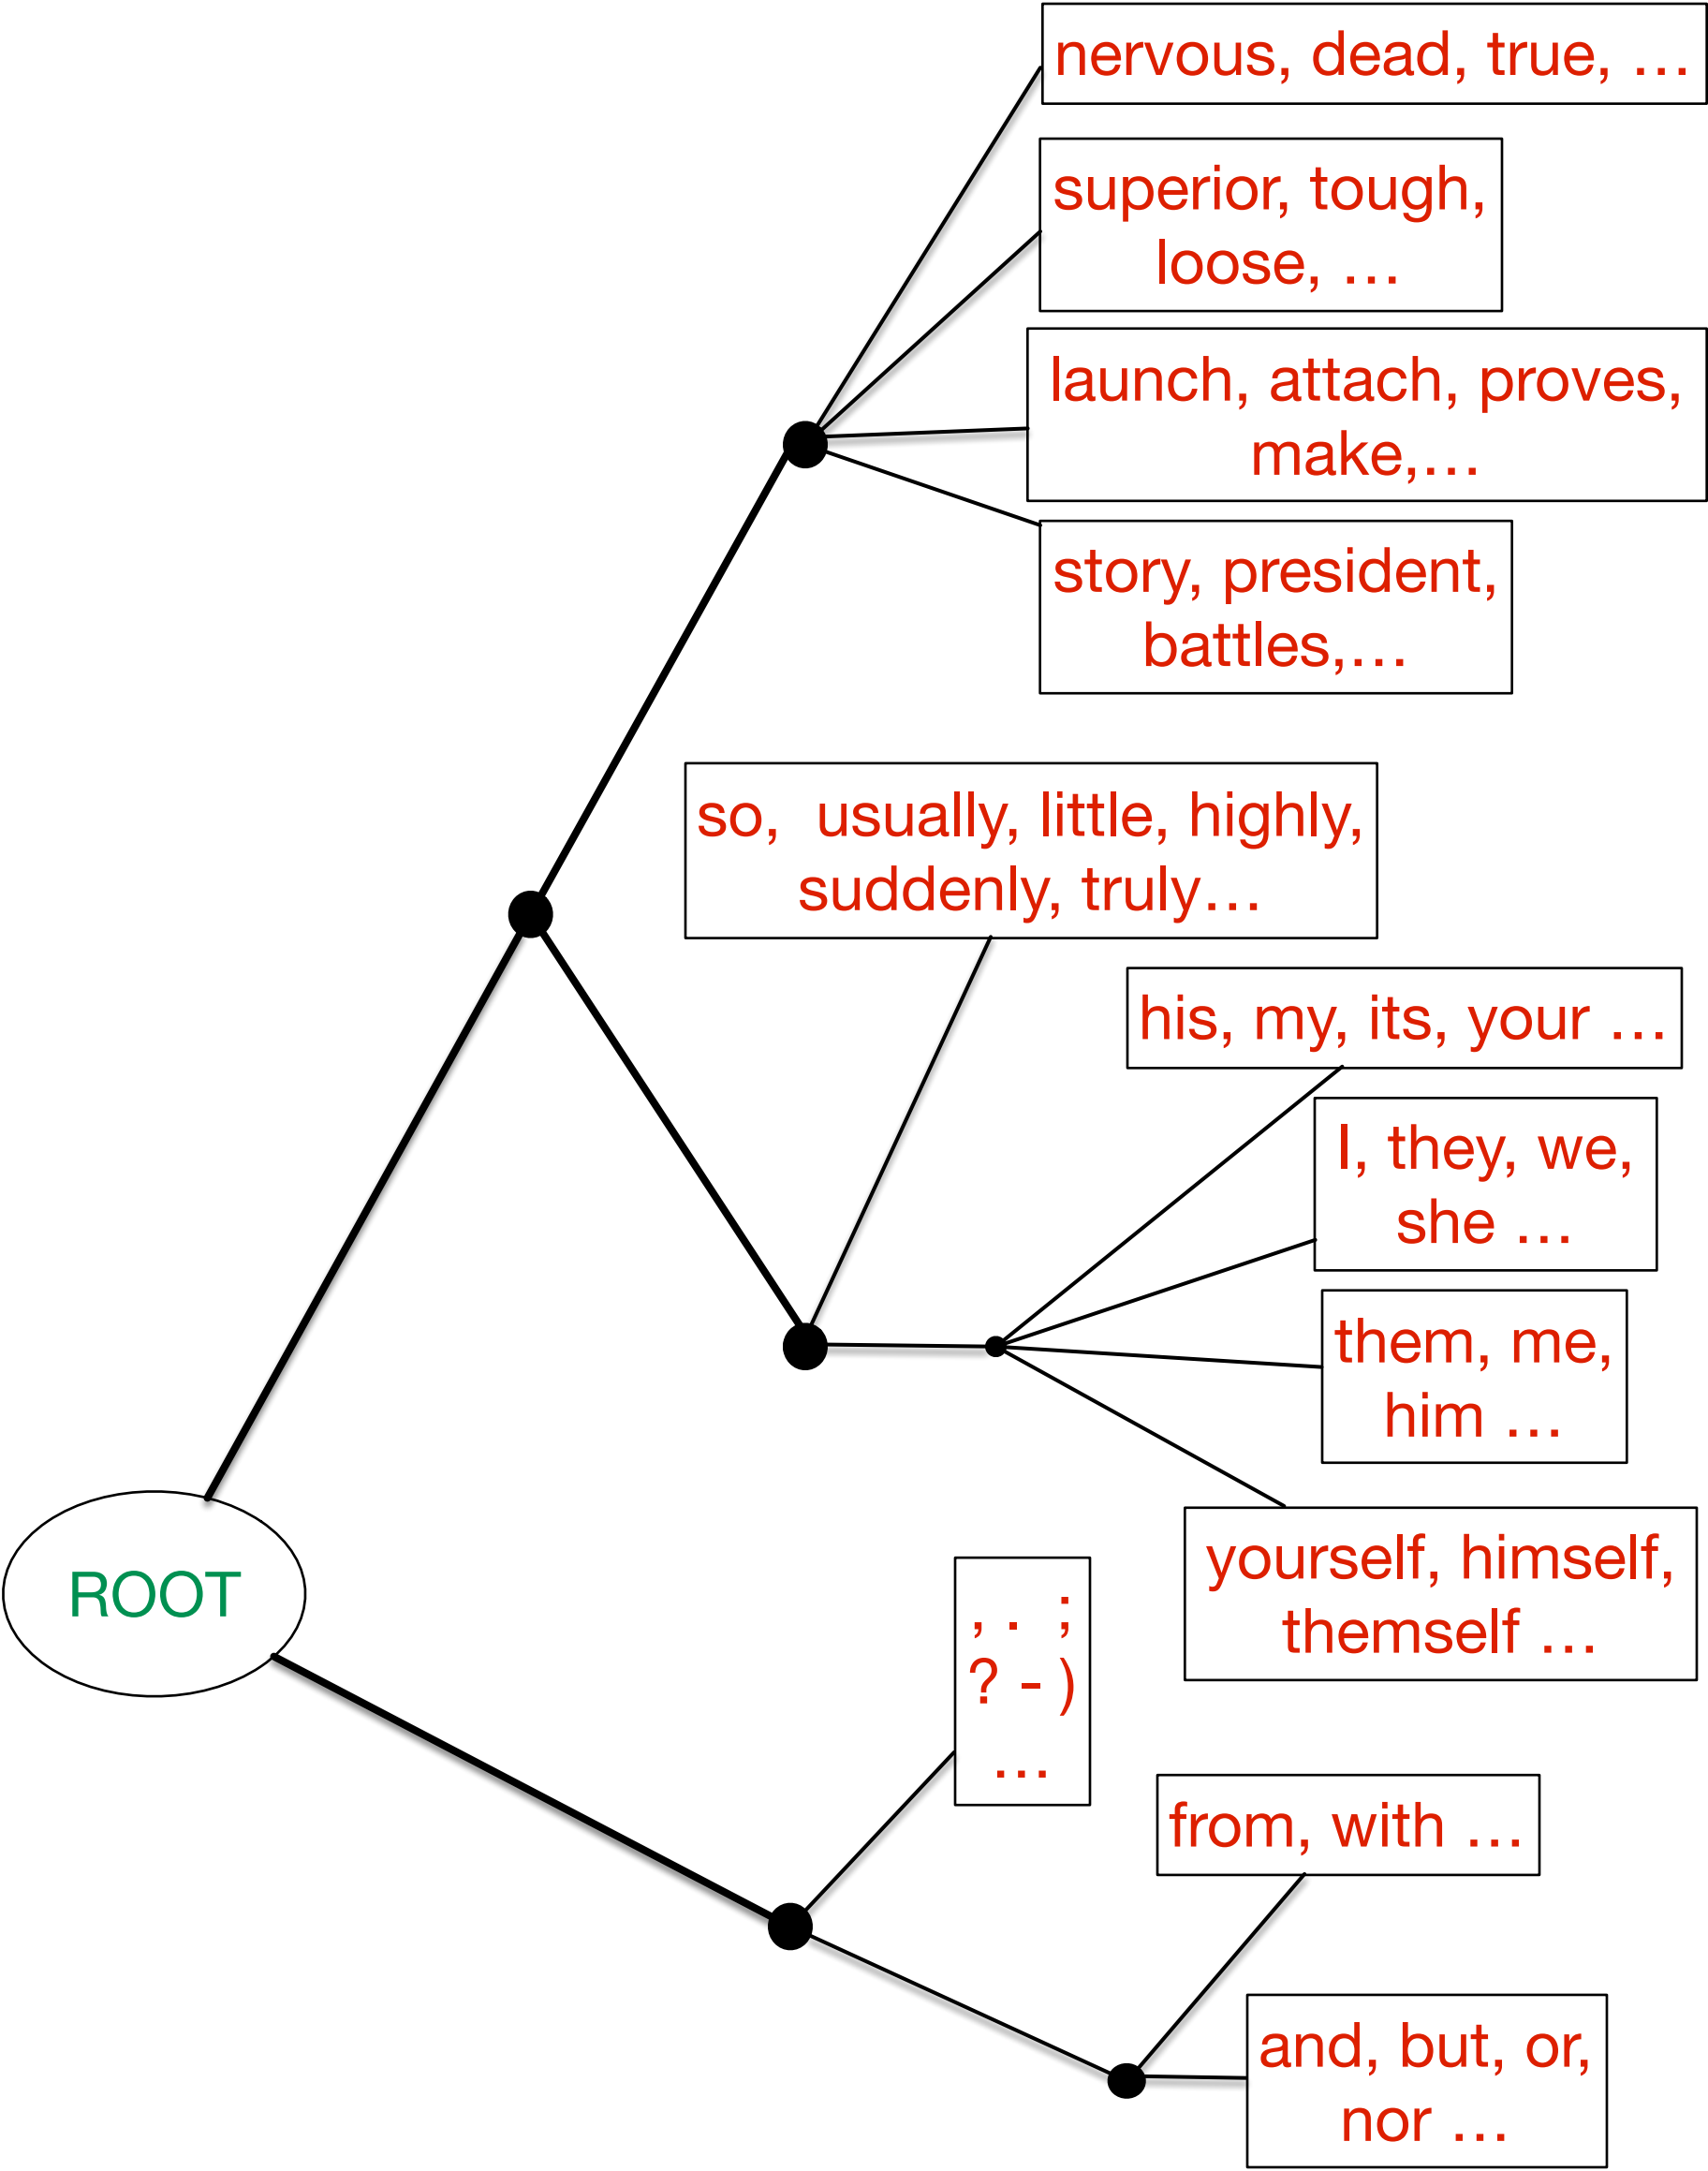 nervous, dead, true, …
superior, tough,
loose, …
launch, attach, proves,
make,…
story, president,
battles,…
so, usually, little, highly,
suddenly, truly…
his, my, its, your …
I, they, we,
she …
them, me,
him …
yourself, himself,
themself …
ROOT
, . ;
? - )
…
from, with …
and, but, or,
nor …